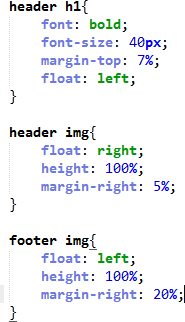 header h1{
font: bold;
font-size: 40px;
margin-top: 7%;
float: left;
}
header img{
float: right;
height: 100%;
margin-right: 5%;
}
footer img{
float: left;
height: 100%;
margin-right: 20%;
}